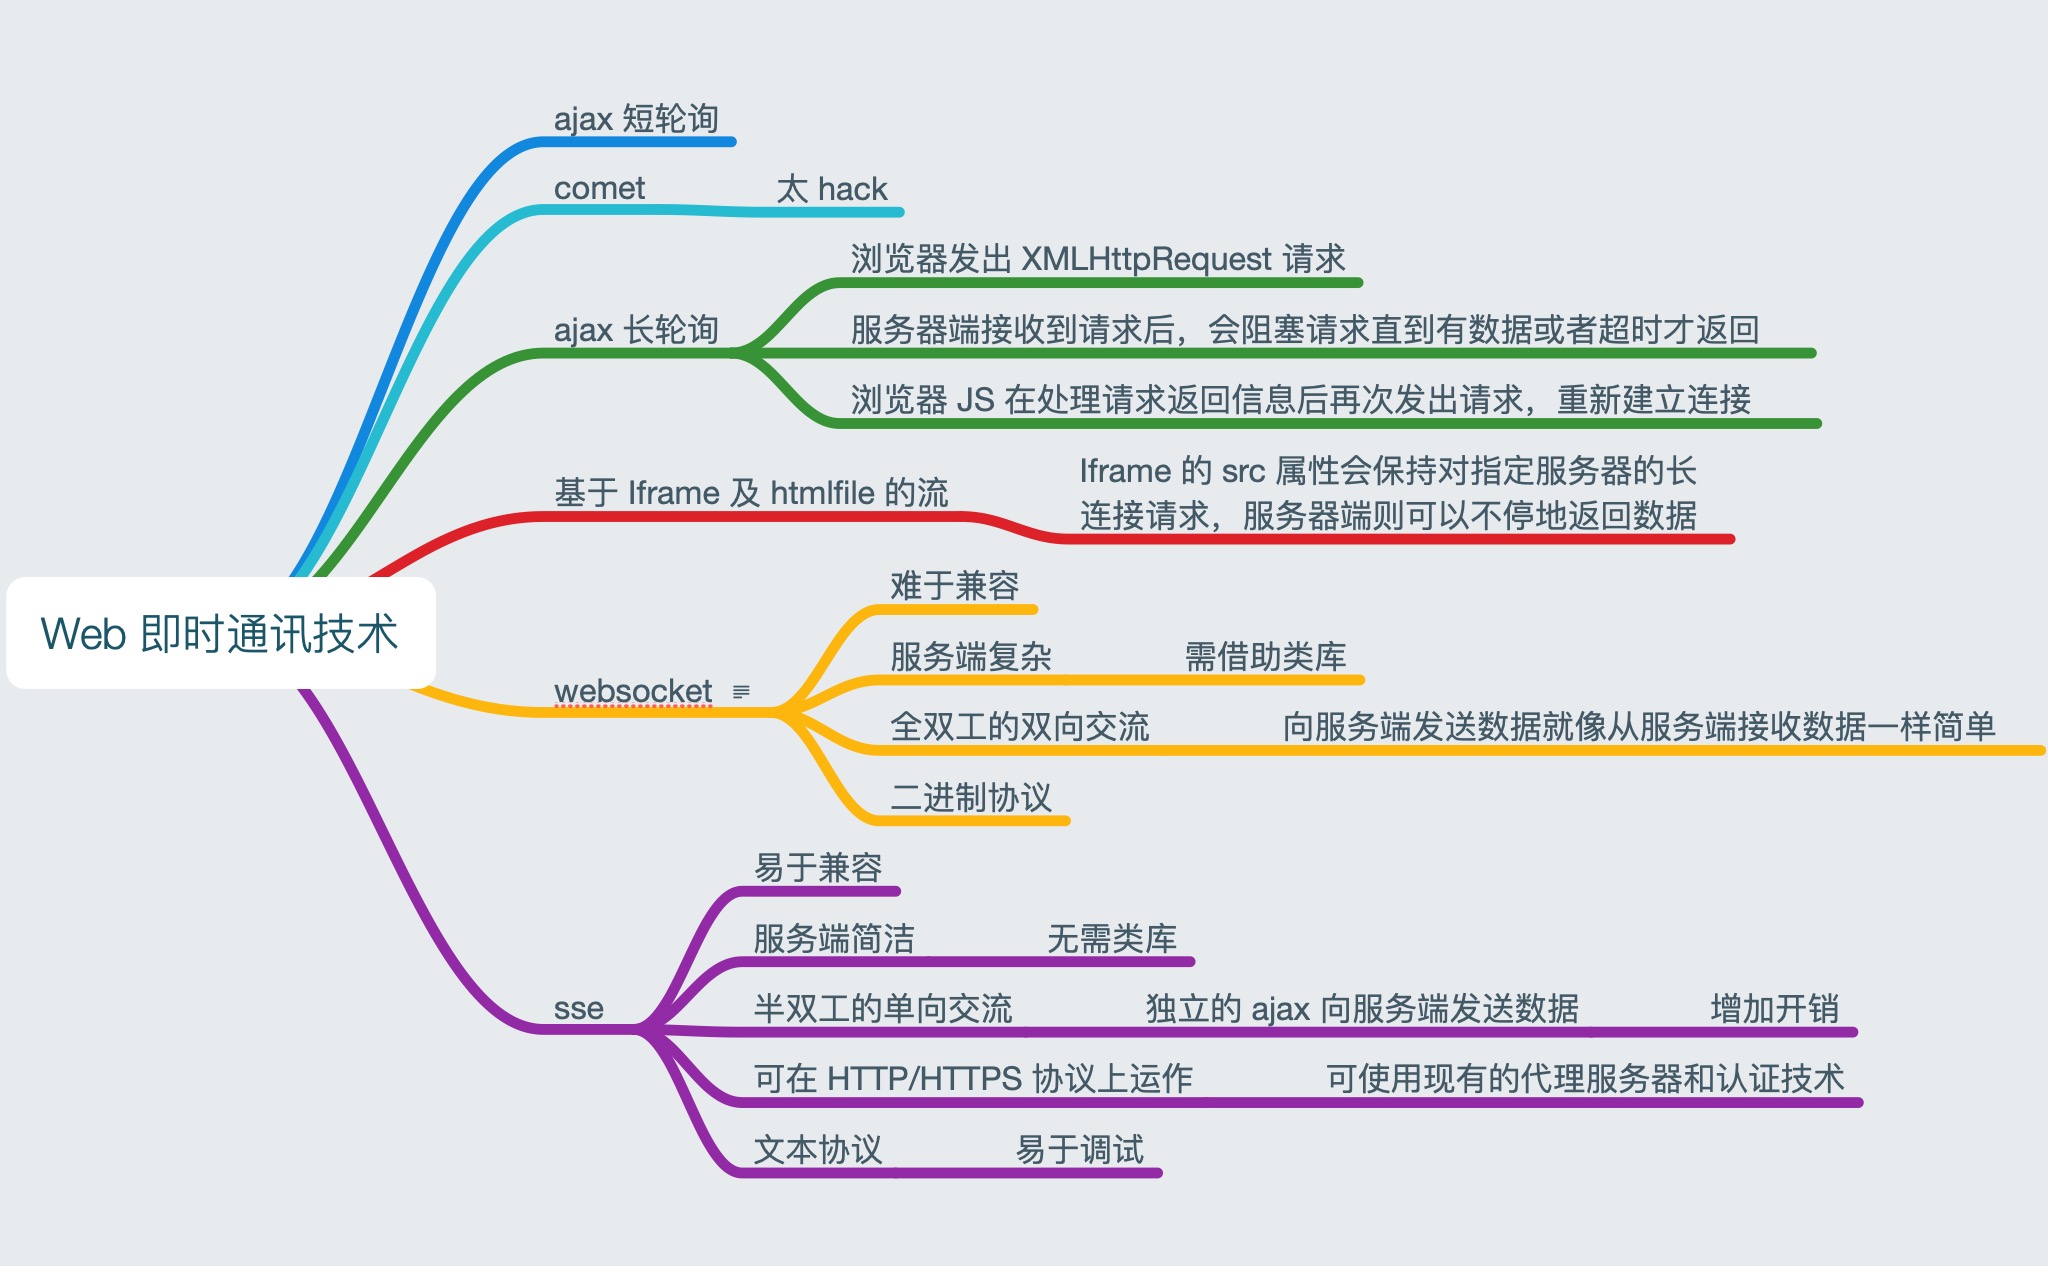 ajax 短轮询
comet
太 hack
ajax 长轮询
浏览器发出 XMLHttpRequest 请求
服务器端接收到请求后，会阻塞请求直到有数据或者超时才返回
浏览器 JS 在处理请求返回信息后再次发出请求，重新建立连接
基于 Iframe 及 htmlfile 的流
Iframe 的 src 属性会保持对指定服务器的长
连接请求，服务器端则可以不停地返回数据
Web 即时通讯技术
websocket
难于兼容
服务端复杂
需借助类库
全双工的双向交流
向服务端发送数据就像从服务端接收数据一样简单
二进制协议
sse
易于兼容
服务端简洁
无需类库
半双工的单向交流
独立的 ajax 向服务端发送数据
增加开销
可在 HTTP/HTTPS 协议上运作
可使用现有的代理服务器和认证技术
文本协议
易于调试